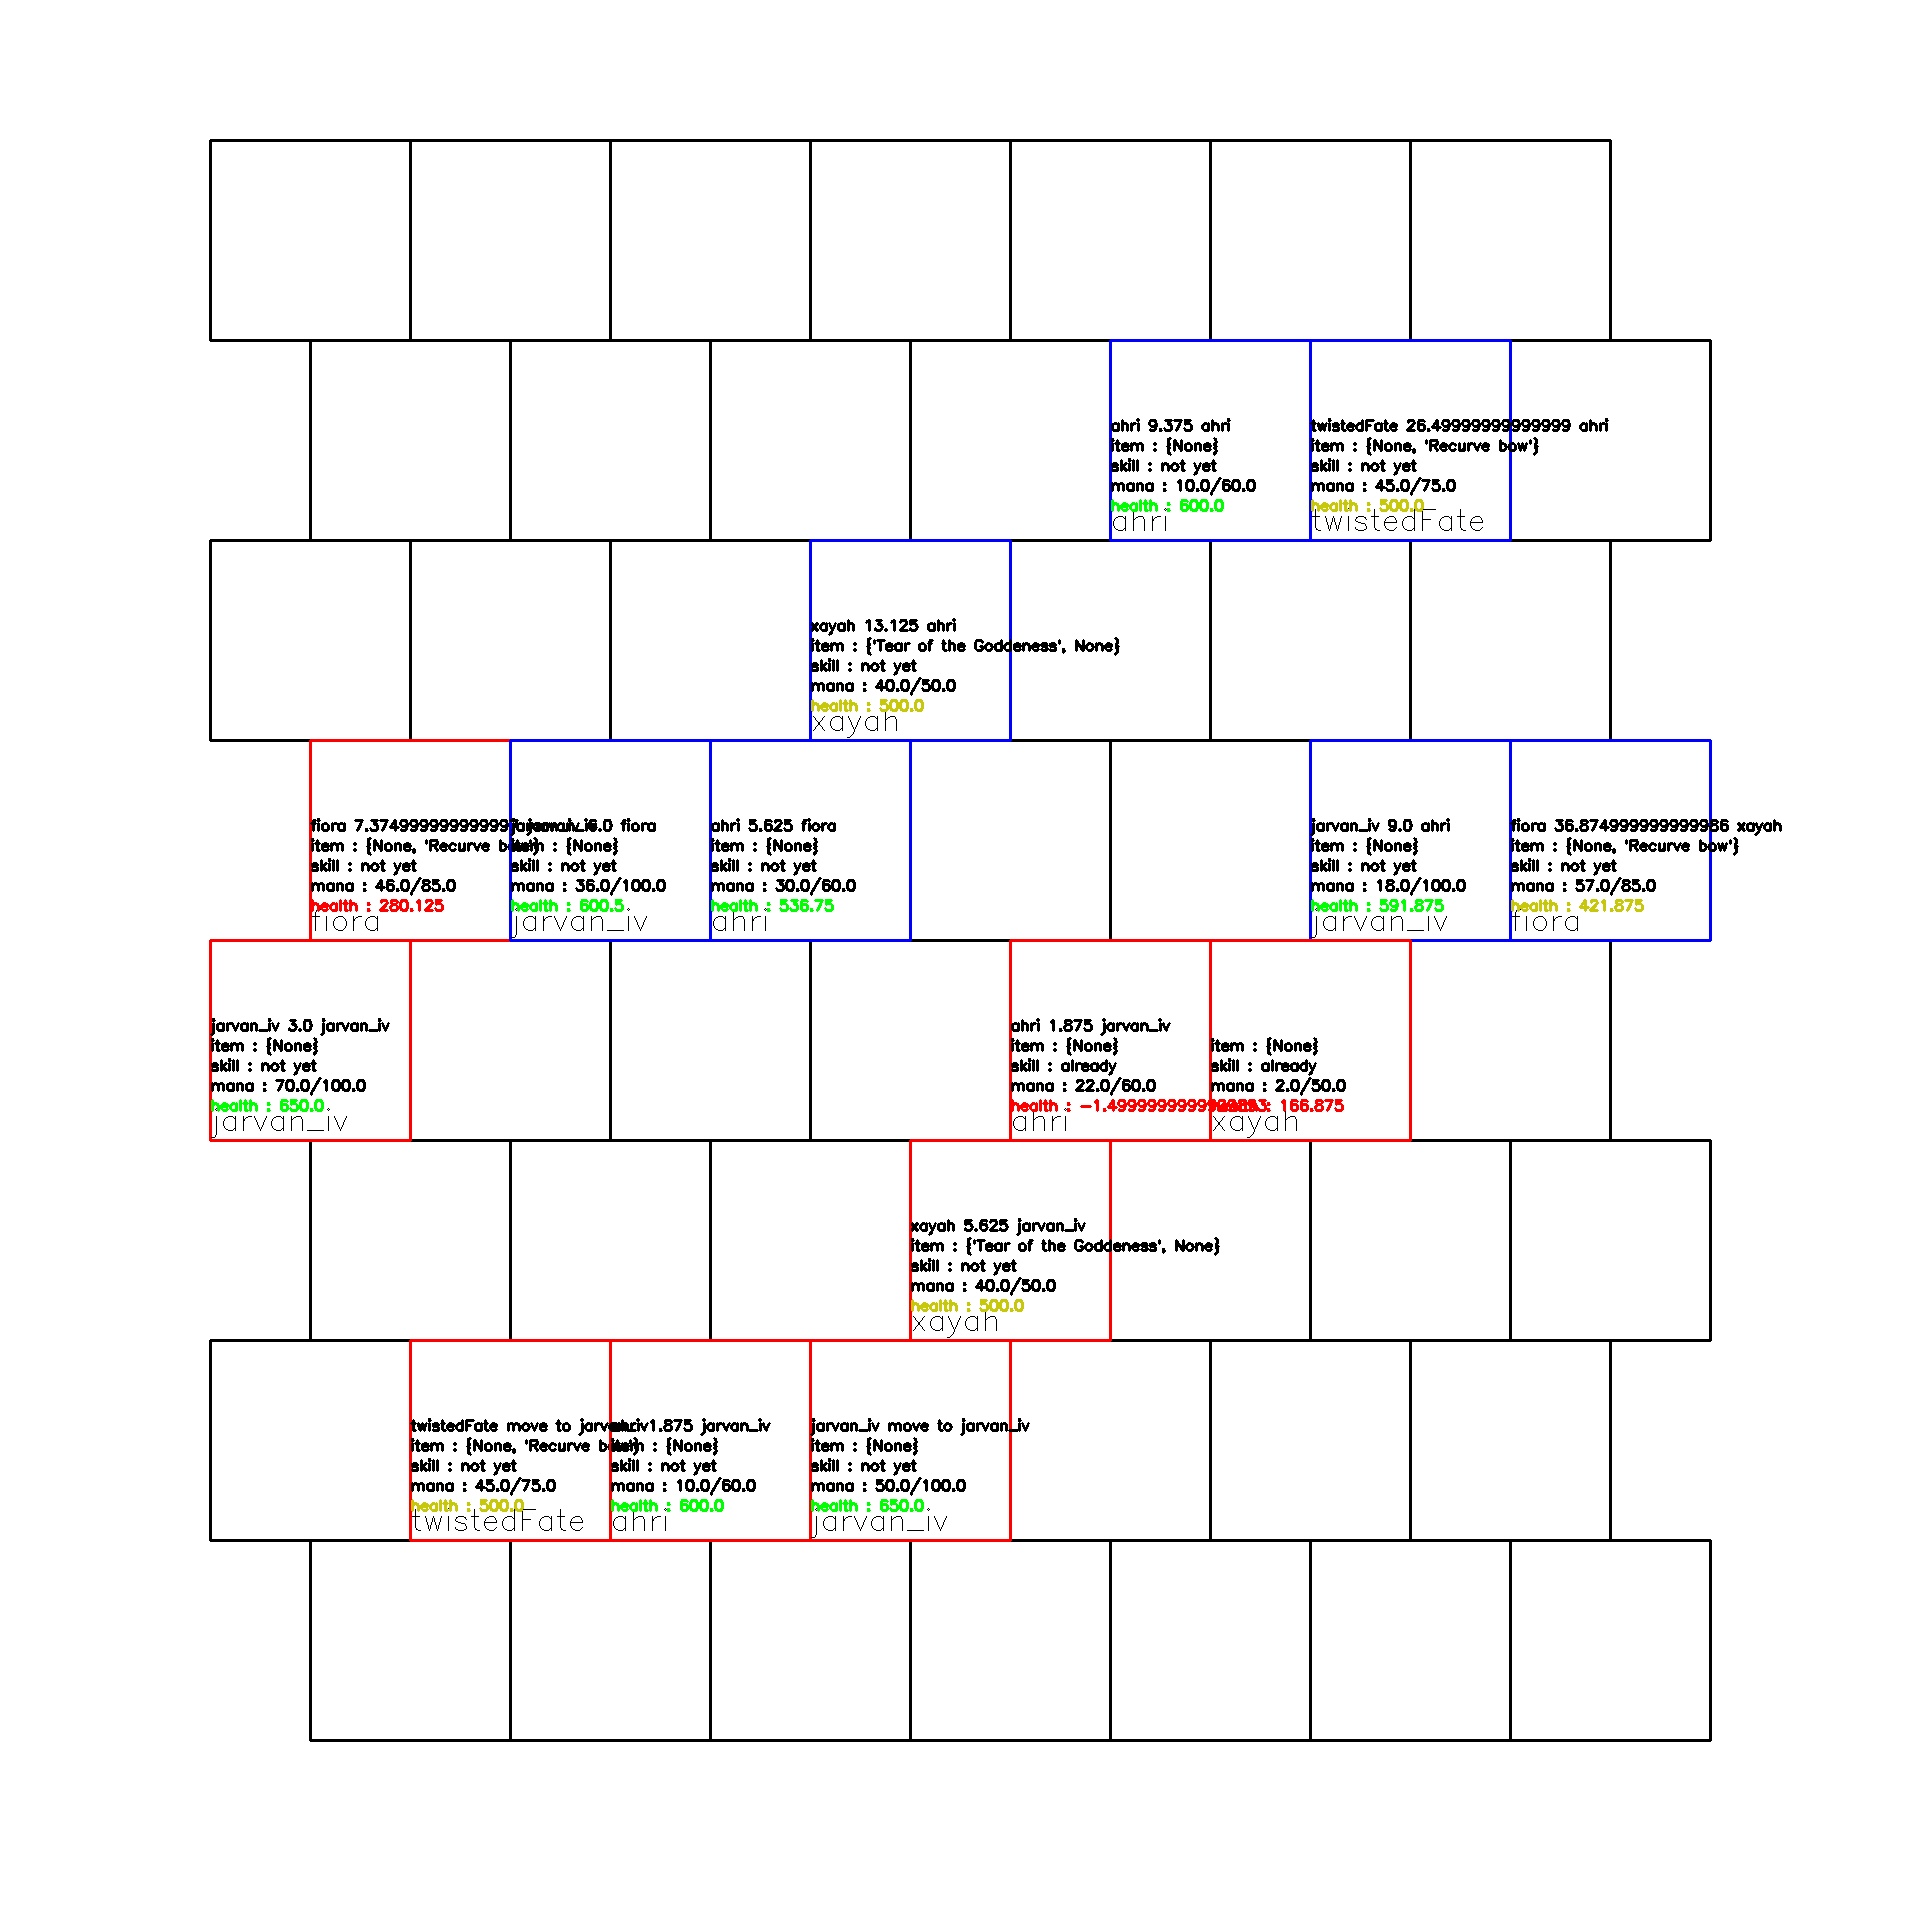 ahri 9.375 ahri
item : {None}
skill : not yet
mana : 10.0/60.0
health : 600.0
ahri
twistedFate 26.49999999999999 ahri
item : {None, 'Recurve bow'}
skill : not yet
mana : 45.0/75.0
health : 500.0
twistedFate
xayah 13.125 ahri
item : {'Tear of the Goddeness', None}
skill : not yet
mana : 40.0/50.0
health : 500.0
xayah
fiora
item : {None, 'Recurve bow'}
skill : not yet
mana : 46.0/85.0
health : 280.125
fiora
jarvan_iv 6.0 fiora
item : {None}
skill : not yet
mana : 36.0/100.0
health : 600.5
jarvan_iv
ahri 5.625 fiora
item : {None}
skill : not yet
mana : 30.0/60.0
health : 536.75
ahri
jarvan_iv 9.0 ahri
item : {None}
skill : not yet
mana : 18.0/100.0
health : 591.875
jarvan_iv
fiora 36.874999999999986 xayah
item : {None, 'Recurve bow'}
skill : not yet
mana : 57.0/85.0
health : 421.875
fiora
jarvan_iv 3.0 jarvan_iv
item : {None}
skill : not yet
mana : 70.0/100.0
health : 650.0
jarvan_iv
ahri 1.875 jarvan_iv
item : {None}
skill : already
mana : 22.0/60.0
health :
ahri
item : {None}
skill : already
mana : 2.0/50.0
health : 166.875
xayah
xayah 5.625 jarvan_iv
item : {'Tear of the Goddeness', None}
skill : not yet
mana : 40.0/50.0
health : 500.0
xayah
twistedFate move to jarvan_iv
item : {None, 'Recurve bow'}
skill : not yet
mana : 45.0/75.0
health : 500.0
twistedFate
ahri 1.875 jarvan_iv
item : {None}
skill : not yet
mana : 10.0/60.0
health : 600.0
ahri
jarvan_iv move to jarvan_iv
item : {None}
skill : not yet
mana : 50.0/100.0
health : 650.0
jarvan_iv